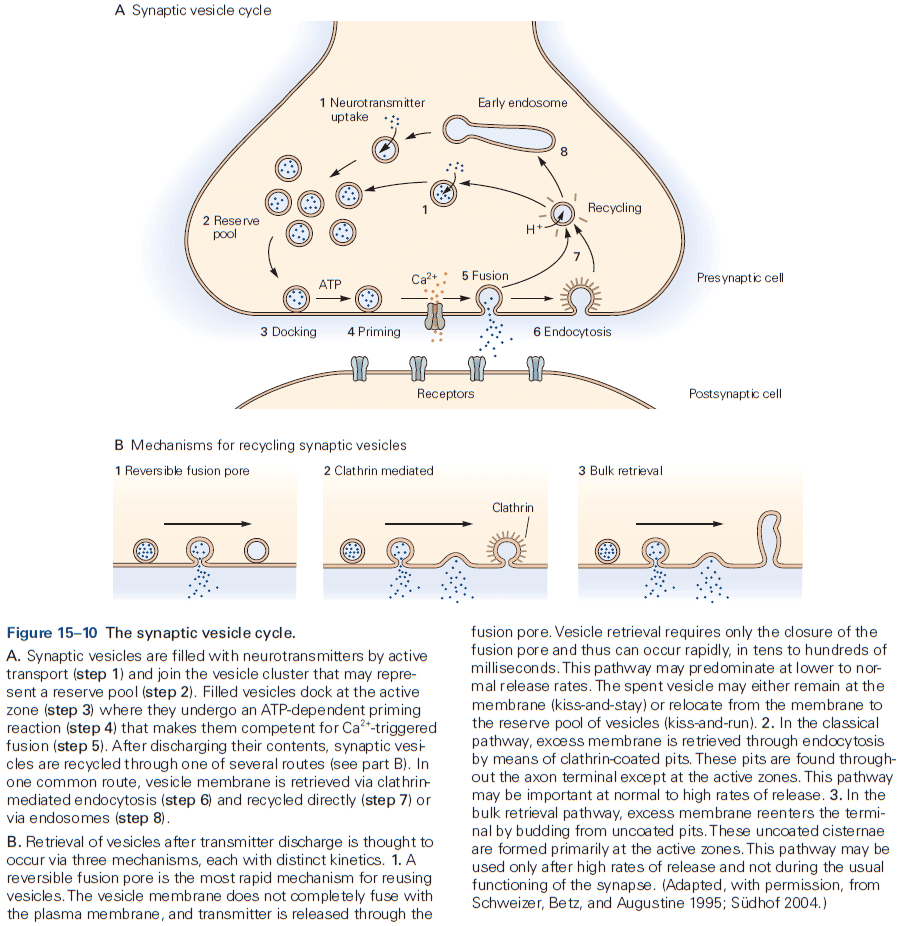 A Synaptic vesicle cycle
1 Neurotransmitter
uptake
Early endosome
8
1
2 Reserve
pool
Recycling
H+
7
ATP
Ca2+
5 Fusion
Presynaptic cell
3 Docking
4 Priming
6 Endocytosis
Receptors
Postsynaptic cell
B Mechanisms for recycling synaptic vesicles
1 Reversible fusion pore
2 Clathrin mediated
3 Bulk retrieval
Clathrin
Figure 15–10 The synaptic vesicle cycle.
A. Synaptic vesicles are filled with neurotransmitters by active
transport (step 1) and join the vesicle cluster that may repre-
sent a reserve pool (step 2). Filled vesicles dock at the active
zone (step 3) where they undergo an ATP-dependent priming
reaction (step 4) that makes them competent for Ca2+-triggered
fusion (step 5). After discharging their contents, synaptic vesi-
cles are recycled through one of several routes (see part B). In
one common route, vesicle membrane is retrieved via clathrin-
mediated endocytosis (step 6) and recycled directly (step 7) or
via endosomes (step 8).
B. Retrieval of vesicles after transmitter discharge is thought to
occur via three mechanisms, each with distinct kinetics. 1. A
reversible fusion pore is the most rapid mechanism for reusing
vesicles. The vesicle membrane does not completely fuse with
the plasma membrane, and transmitter is released through the
fusion pore. Vesicle retrieval requires only the closure of the
fusion pore and thus can occur rapidly, in tens to hundreds of
milliseconds. This pathway may predominate at lower to nor-
mal release rates. The spent vesicle may either remain at the
membrane (kiss-and-stay) or relocate from the membrane to
the reserve pool of vesicles (kiss-and-run). 2. In the classical
pathway, excess membrane is retrieved through endocytosis
by means of clathrin-coated pits. These pits are found through-
out the axon terminal except at the active zones. This pathway
may be important at normal to high rates of release. 3. In the
bulk retrieval pathway, excess membrane reenters the termi-
nal by budding from uncoated pits. These uncoated cisternae
are formed primarily at the active zones. This pathway may be
used only after high rates of release and not during the usual
functioning of the synapse. (Adapted, with permission, from
Schweizer, Betz, and Augustine 1995; Südhof 2004.)